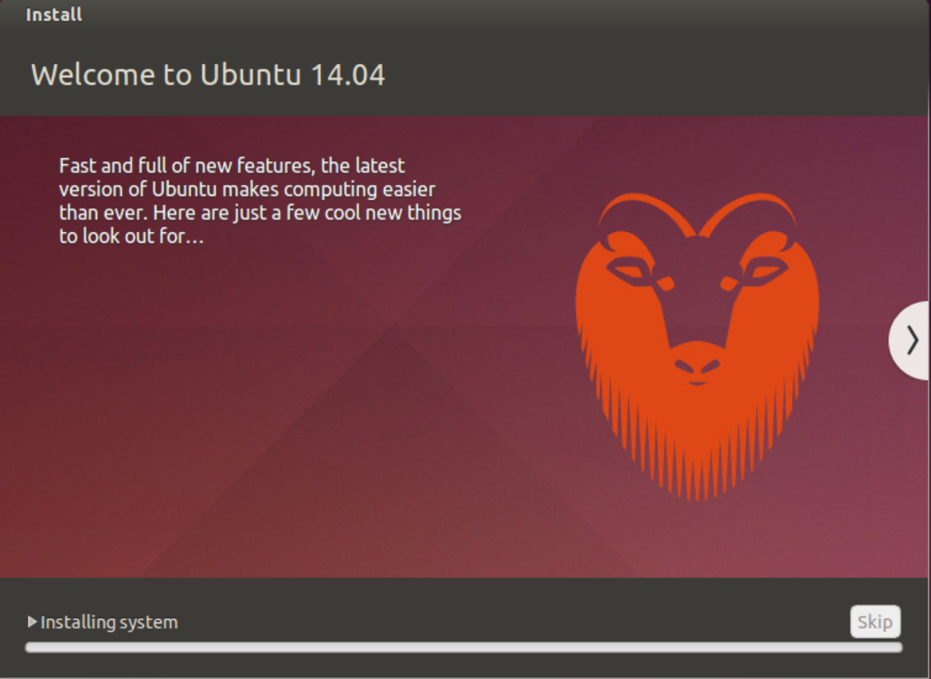 Install
Welcome to Ubuntu 14.04
Fast and full of new features, the latest
version of Ubuntu makes computing easier
than ever. Here are just a few cool new things
to look out for…
Installing system
Skip